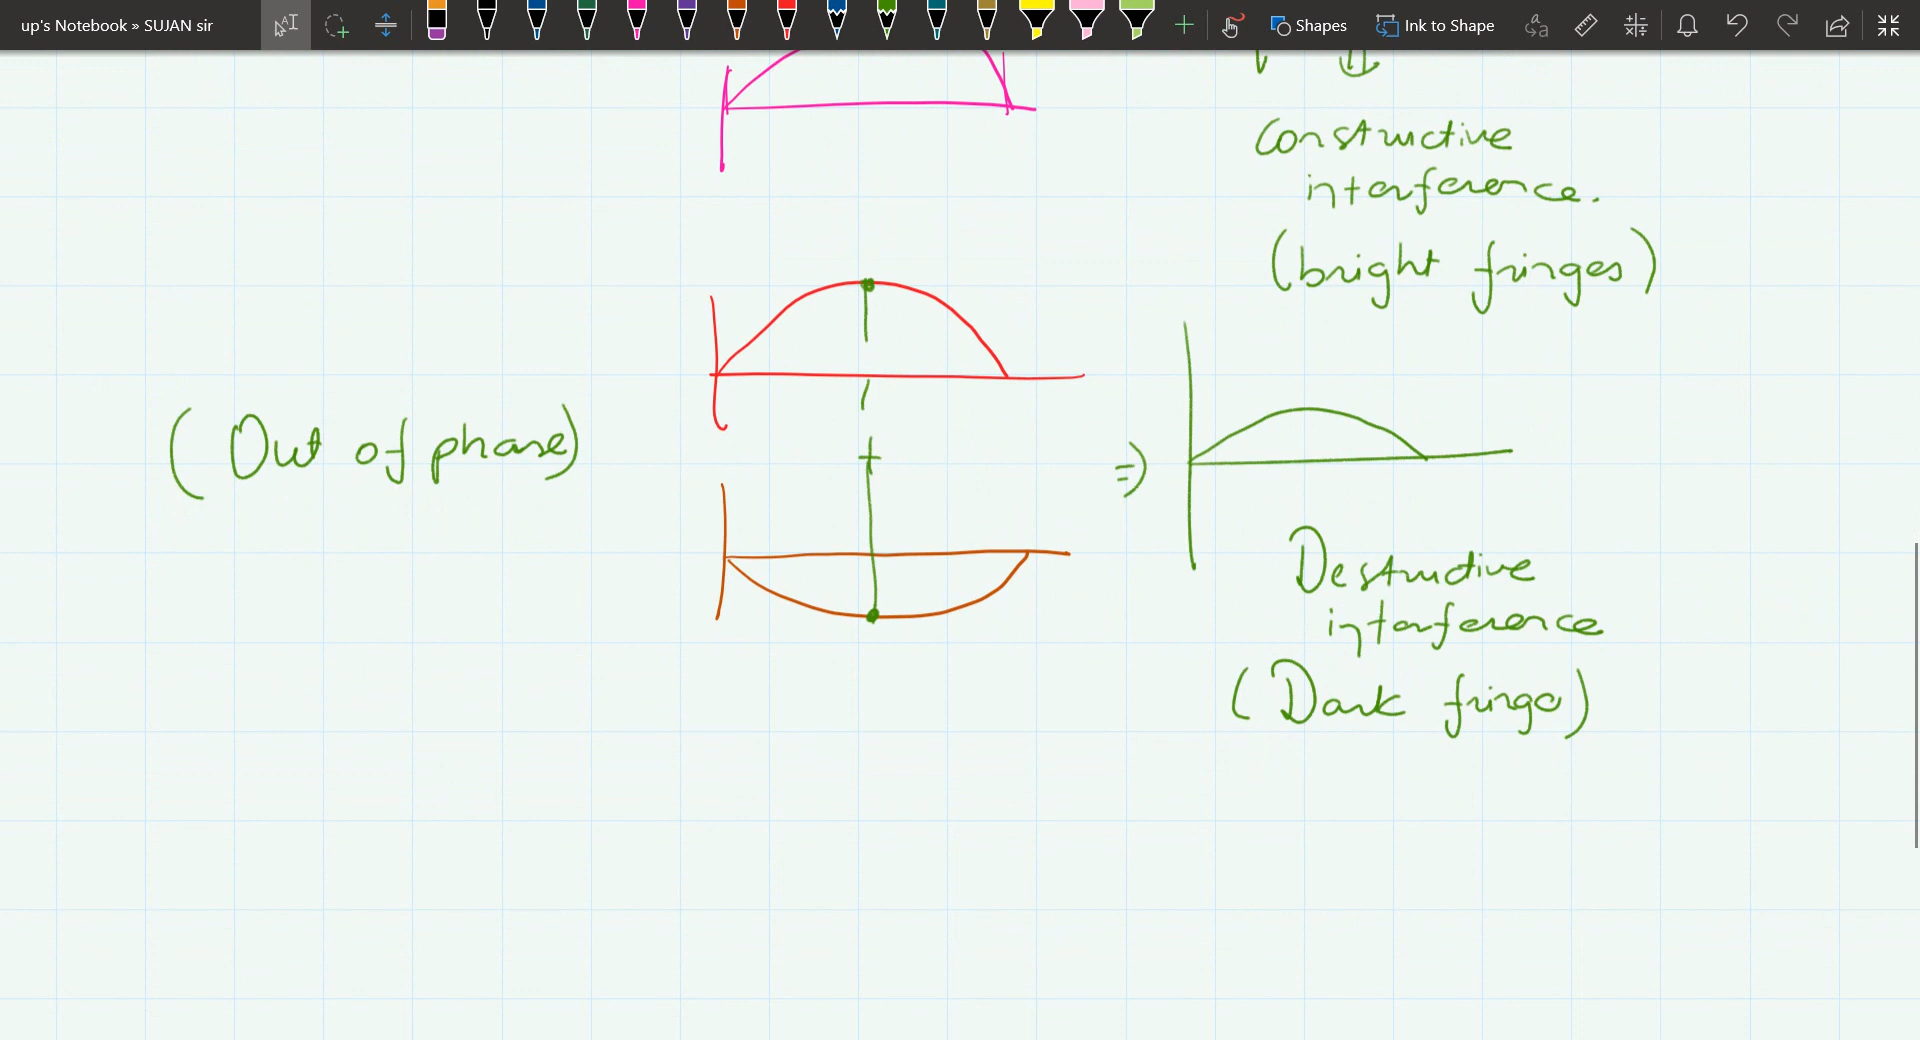 up's Notebook » SUJAN sir
Shapes
Ink to Shape
Constructive
interference.
(bright fringes)
(Out of phase)
+
=)
Destructive
interference
(Dark fringe)